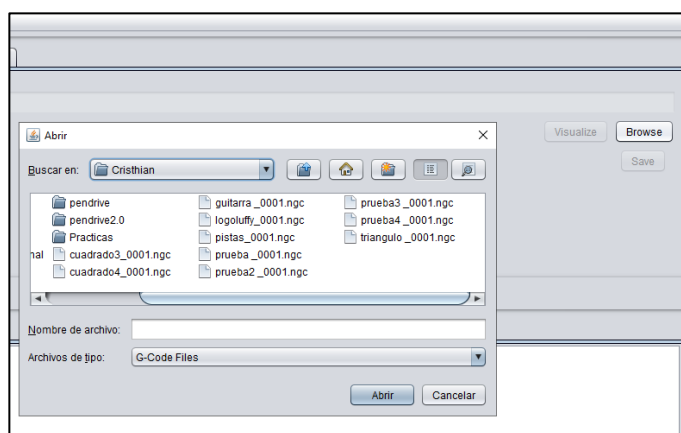 Abrir
Visualize Browse
Buscar en: Cristhian
Save
pendrive guitarra _0001.ngc prueba3 _0001.ngc
pendrive2.0 logoluffy_0001.ngc prueba4 _0001.ngc
Practicas pistas_0001.ngc triangulo _0001.ngc
nal cuadrado3_0001.ngc prueba _0001.ngc
cuadrado4_0001.ngc prueba2 _0001.ngc
Nombre de archivo:
Archivos de tipo: G-Code Files
Abrir Cancelar